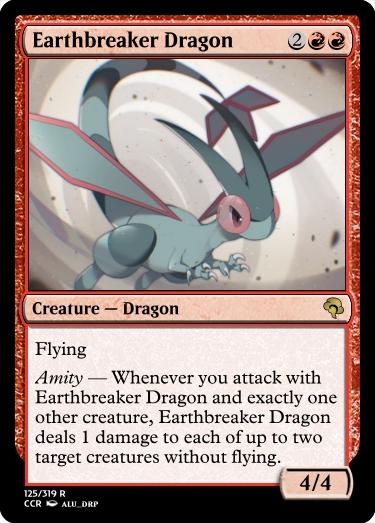 Earthbreaker Dragon 2
Creature — Dragon
Flying
Amity — Whenever you attack with
Earthbreaker Dragon and exactly one
other creature, Earthbreaker Dragon
deals 1 damage to each of up to two
target creatures without flying.
4/4
125/319 R
CCR ALU_DRP